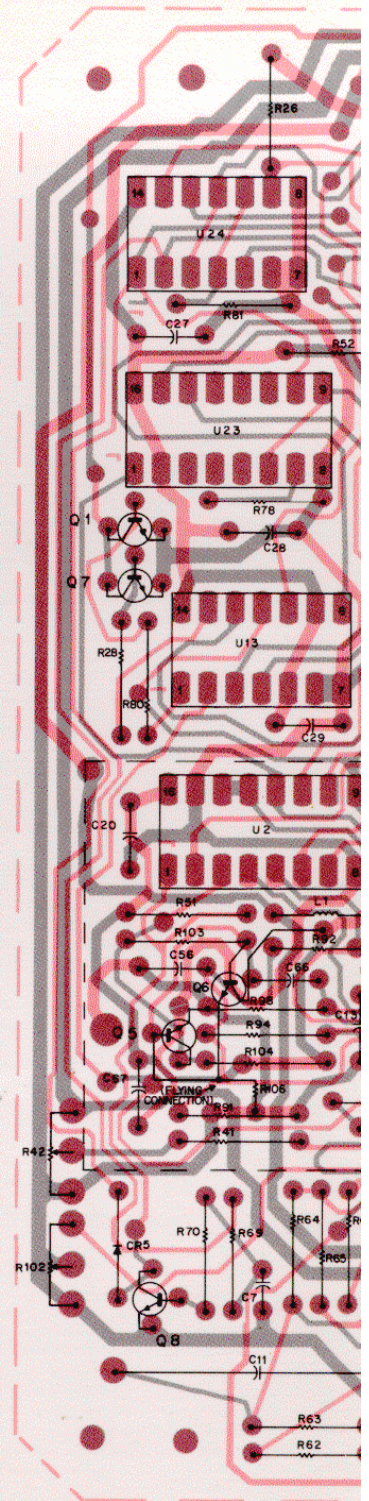 R26
14 8
U24
1 7
R81
C27
R52
16 9
U23
1 8
R78
Q1
C28
Q7
14 8
U13
R28
1 7
R80
C29
16 9
C20
U2
1 8
R51
L1
R103
R92
C56
C66
Q6
R98
C13
Q5
R94
R104
C57
(FLYING
CONNECTION)
R106
R91
R41
R42
R70
R69
R64
CR5
R65
R102
C7
Q8
C11
R63
R62